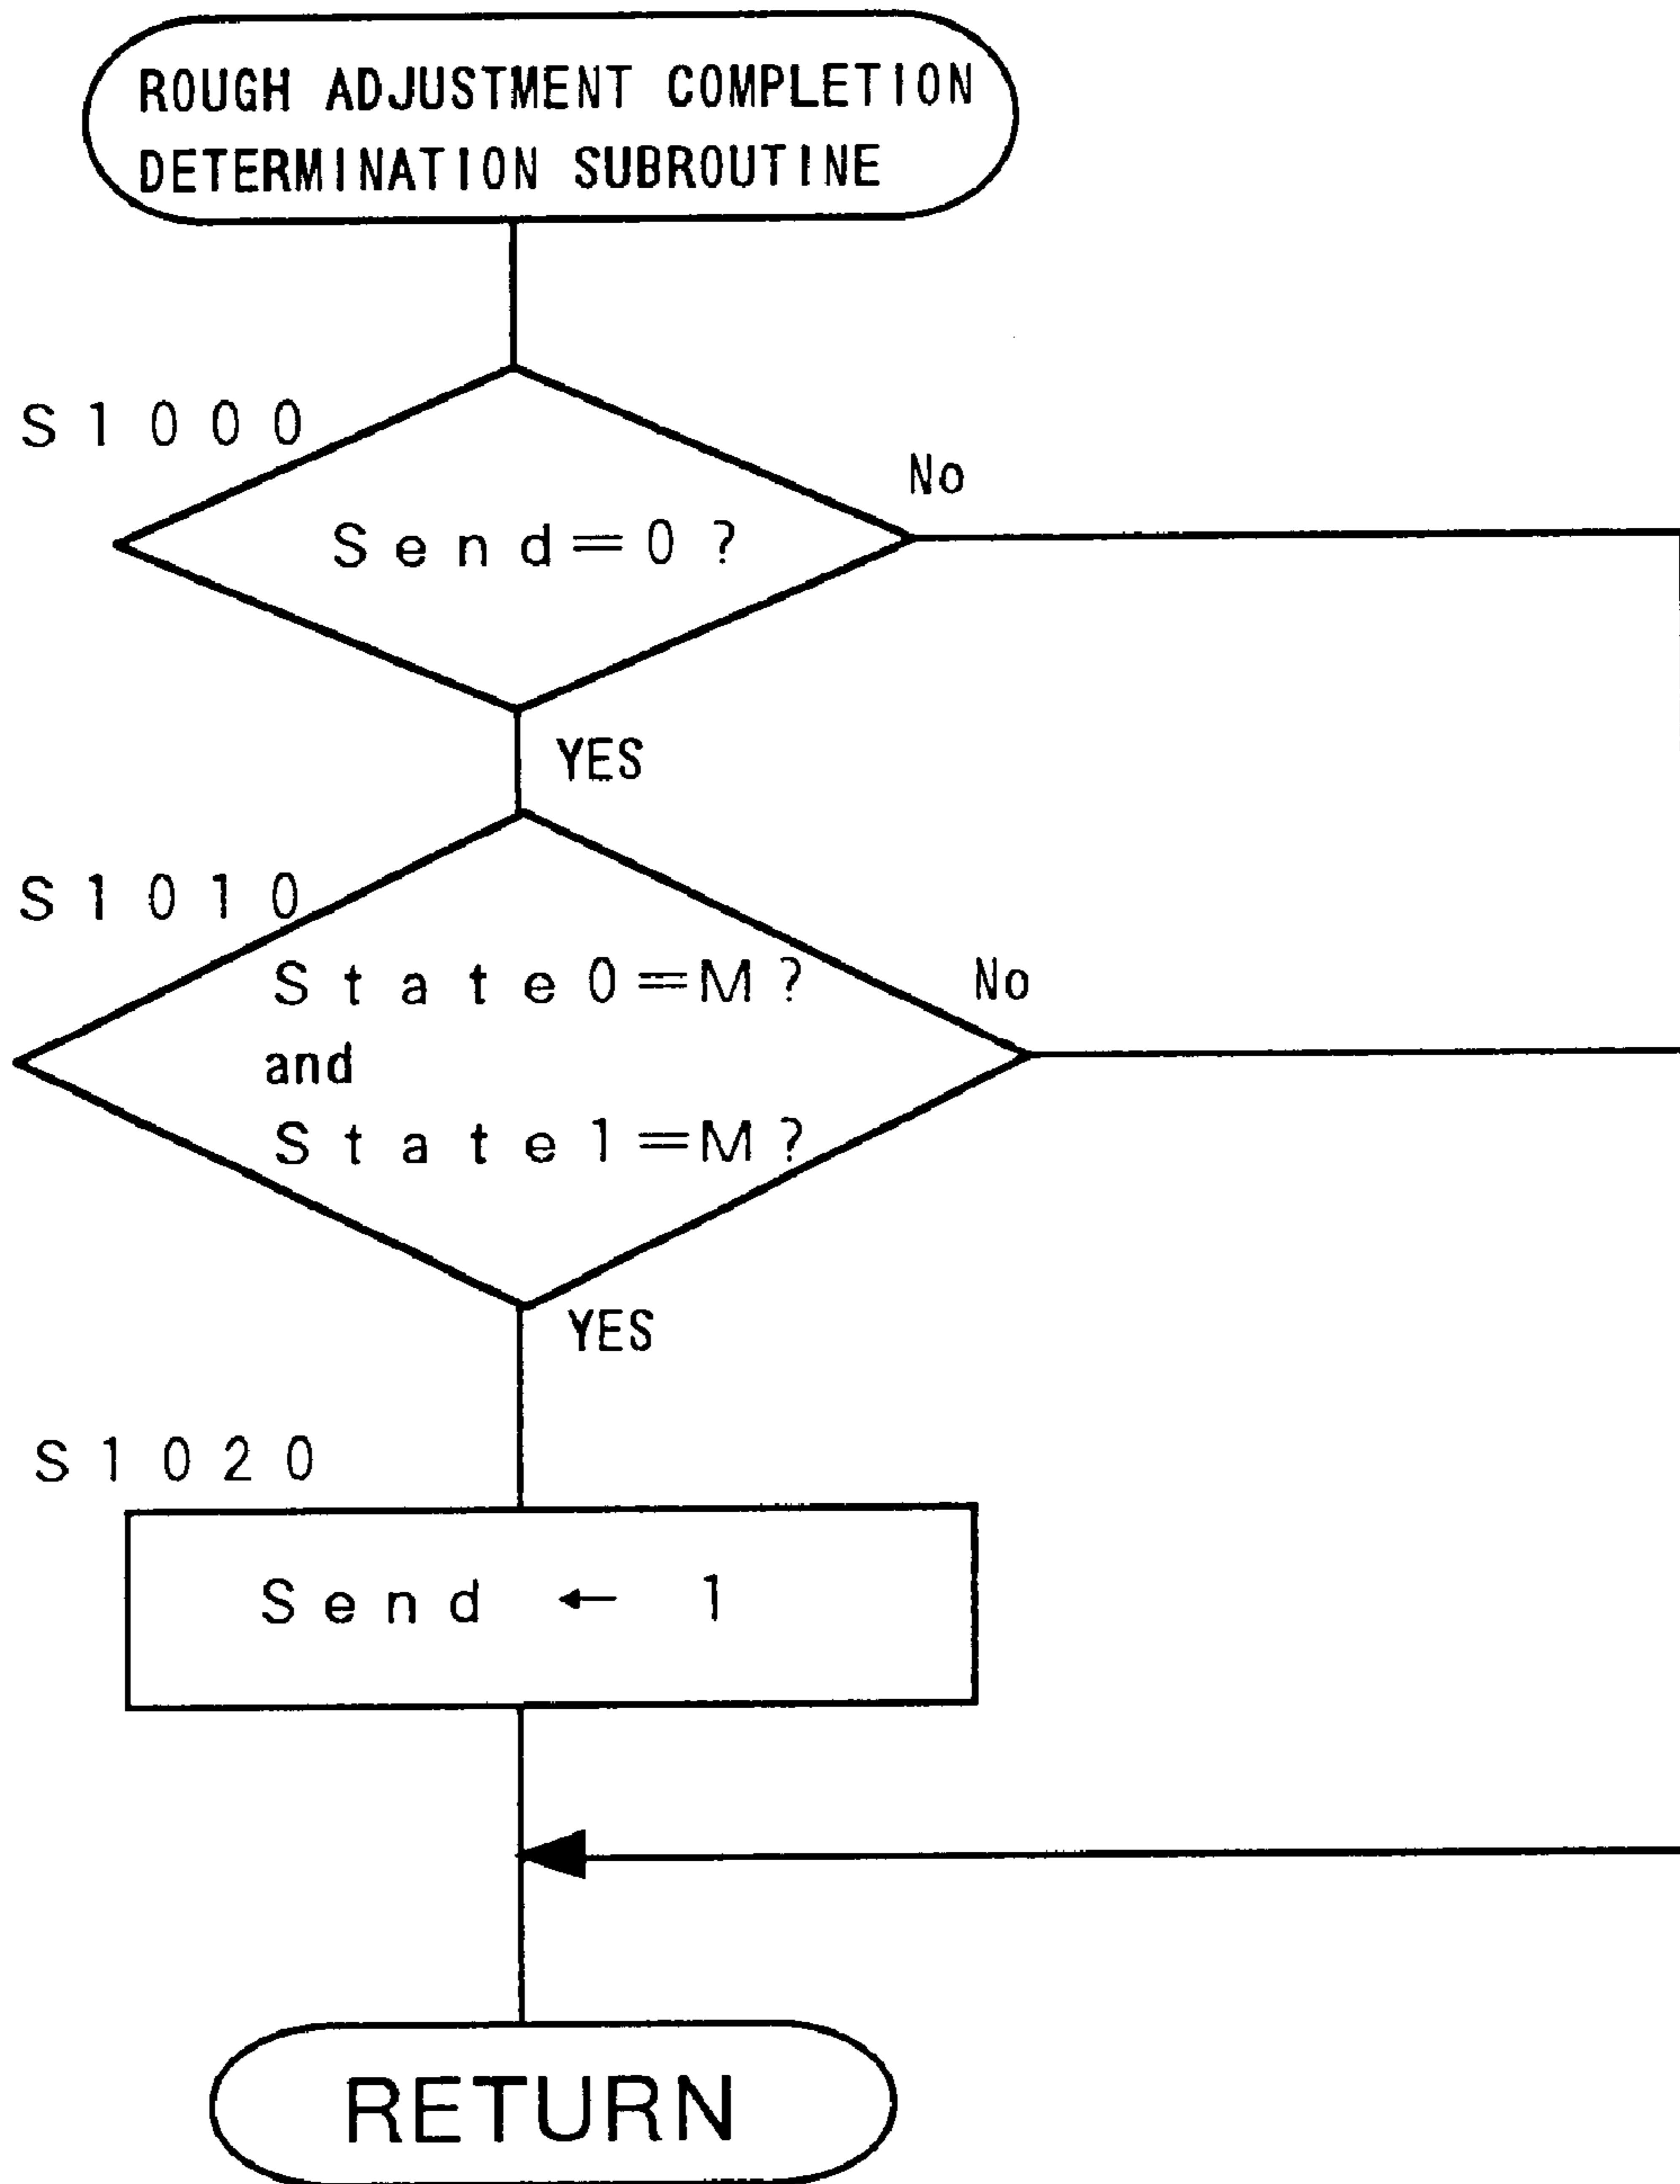 ROUGH ADJUSTMENT COMPLETION
DETERMINATION SUBROUTINE
S1000
No
Send=0?
YES
S1010
State0=M?
No
and
State1=M?
YES
S1020
Send ← 1
RETURN